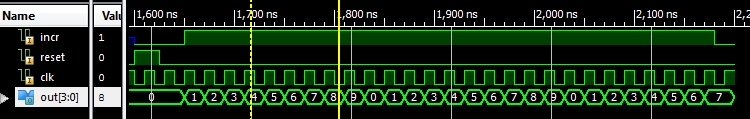 Name Valu 1,600 ns 1,700 ns 1,800 ns 1,900 ns 2,000 ns 2,100 ns 2,2
incr 1
reset 0
clk 0
out[3:0] 8 0 1 2 3 4 5 6 7 8 9 0 1 2 3 4 5 6 7 8 9 0 1 2 3 4 5 6 7